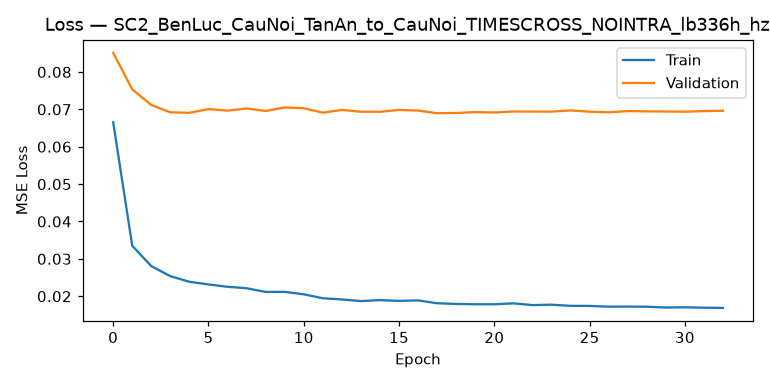 Loss — SC2_BenLuc_CauNoi_TanAn_to_CauNoi_TIMESCROSS_NOINTRA_lb336h_hz
Train
Validation
0.08
0.07
0.06
0.05
0.04
0.03
0.02
MSE Loss
0 5 10 15 20 25 30
Epoch